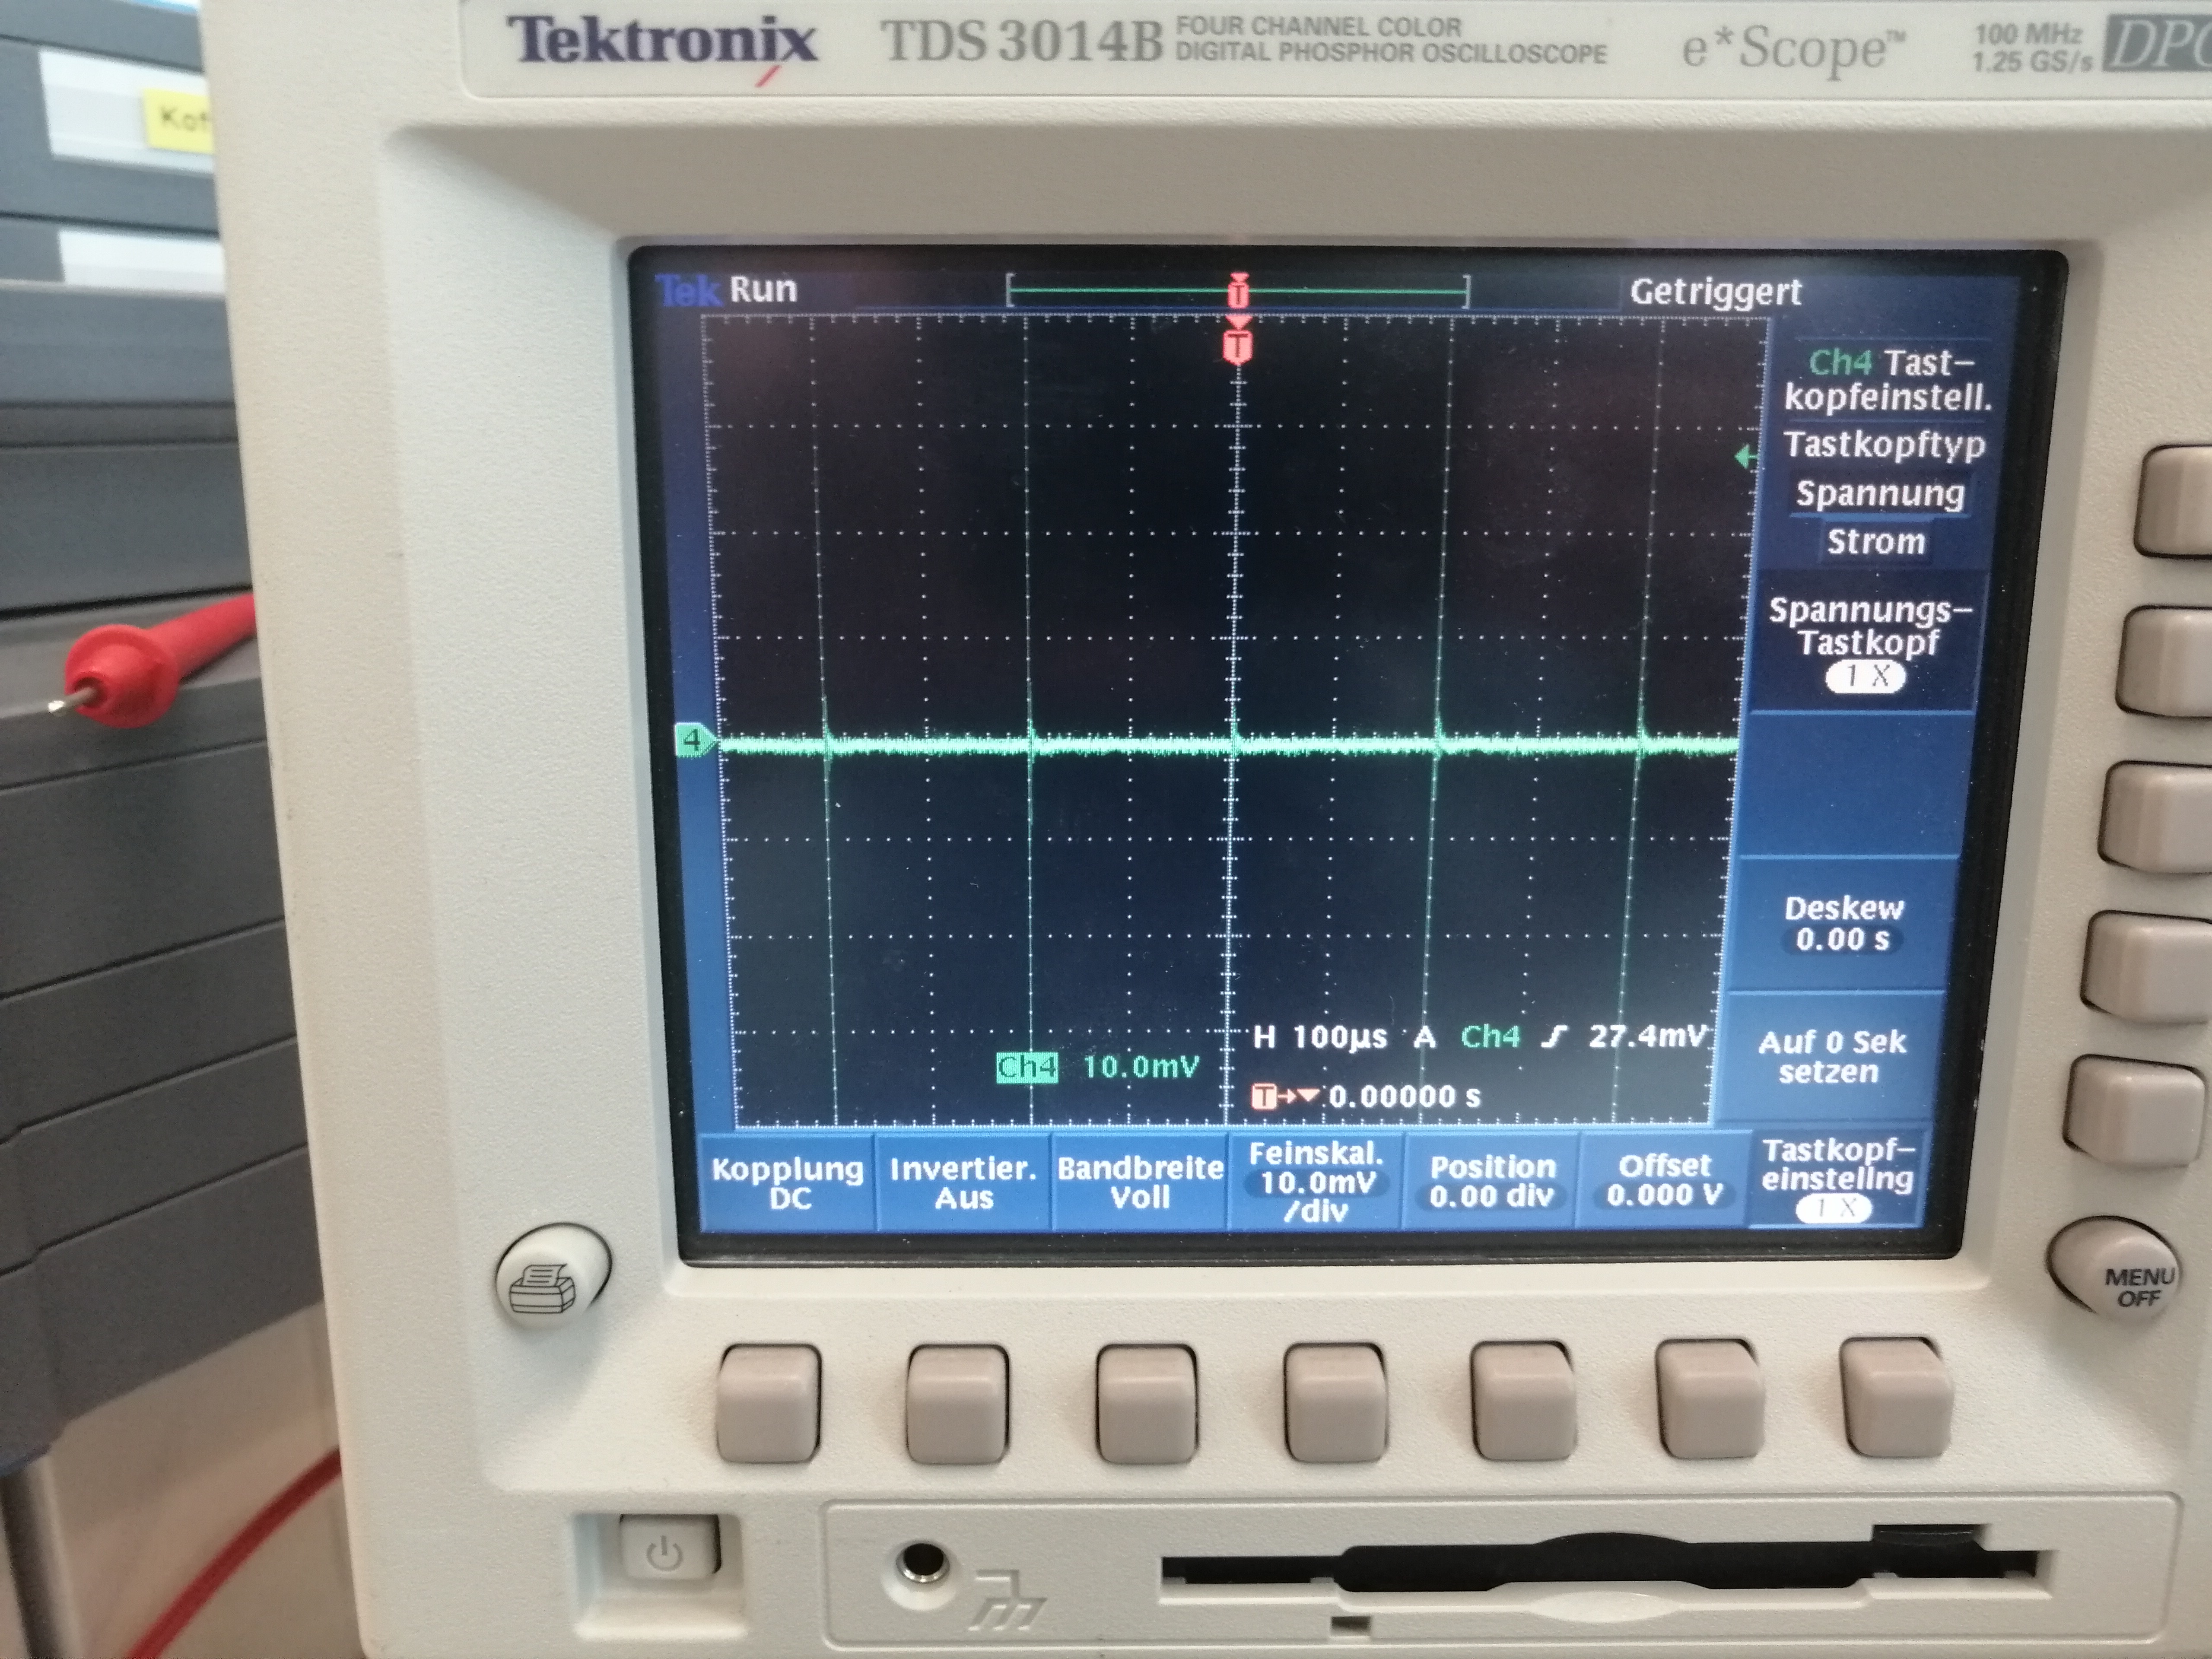 Tektronix TDS 3014B FOUR CHANNEL COLOR
DIGITAL PHOSPHOR OSCILLOSCOPE
e*Scope™
100 MHz
1.25 GS/s
Tek Run
Getriggert
T
T
Ch4 Tast-
kopfeinstell.
Tastkopftyp
Spannung
Strom
Spannungs-
Tastkopf
1 X
4
Deskew
0.00 s
Auf 0 Sek
setzen
H 100µs A Ch4 27.4mV
Ch4 10.0mV
T 0.00000 s
Kopplung
DC
Invertier.
Aus
Bandbreite
Voll
Feinskal.
10.0mV
/div
Position
0.00 div
Offset
0.000 V
Tastkopf-
einstellng
1 X
MENU
OFF